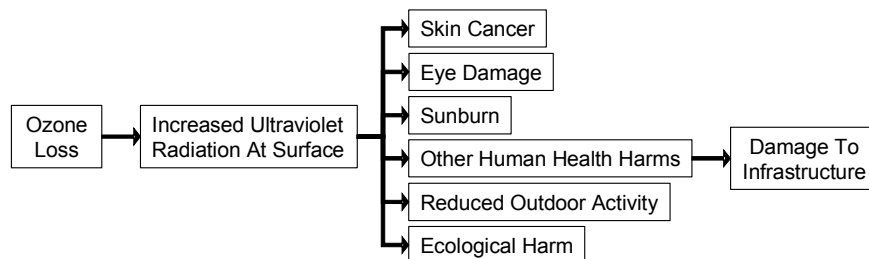 Ozone
Loss
Increased Ultraviolet
Radiation At Surface
Skin Cancer
Eye Damage
Sunburn
Other Human Health Harms
Reduced Outdoor Activity
Ecological Harm
Damage To
Infrastructure